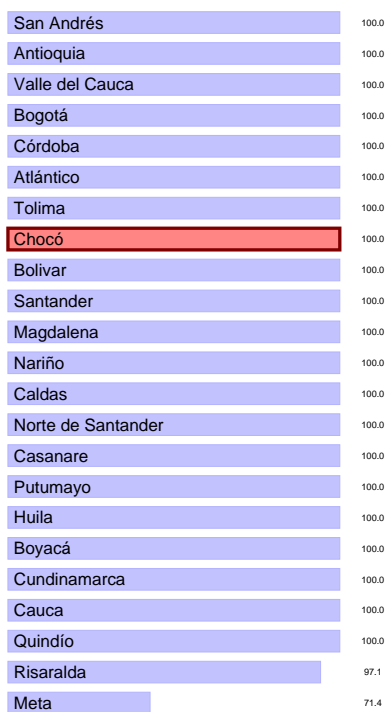 San Andrés 100.0
Antioquia 100.0
Valle del Cauca 100.0
Bogotá 100.0
Córdoba 100.0
Atlántico 100.0
Tolima 100.0
Chocó 100.0
Bolivar 100.0
Santander 100.0
Magdalena 100.0
Nariño 100.0
Caldas 100.0
Norte de Santander 100.0
Casanare 100.0
Putumayo 100.0
Huila 100.0
Boyacá 100.0
Cundinamarca 100.0
Cauca 100.0
Quindío 100.0
Risaralda 97.1
Meta 71.4